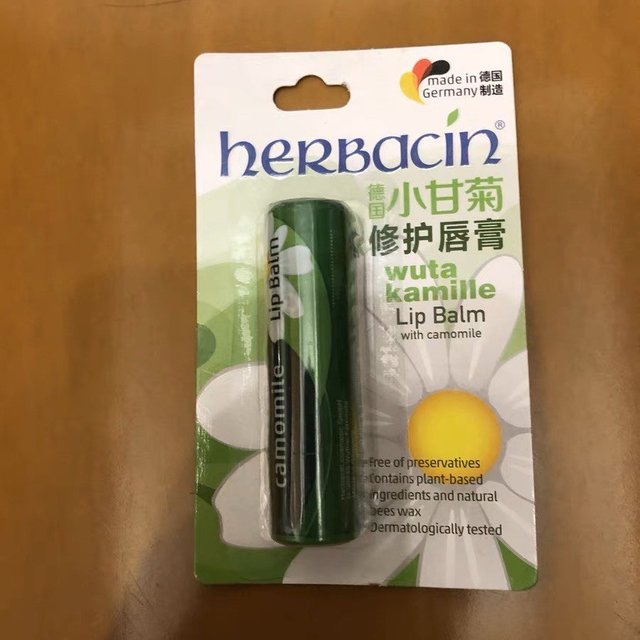 made in 德国
Germany 制造
herbacin®
德国 小甘菊
修护唇膏
wuta
kamille
Lip Balm
with camomile
camomile Lip Balm
Free of preservatives
Contains plant-based
ingredients and natural
bees wax
Dermatologically tested